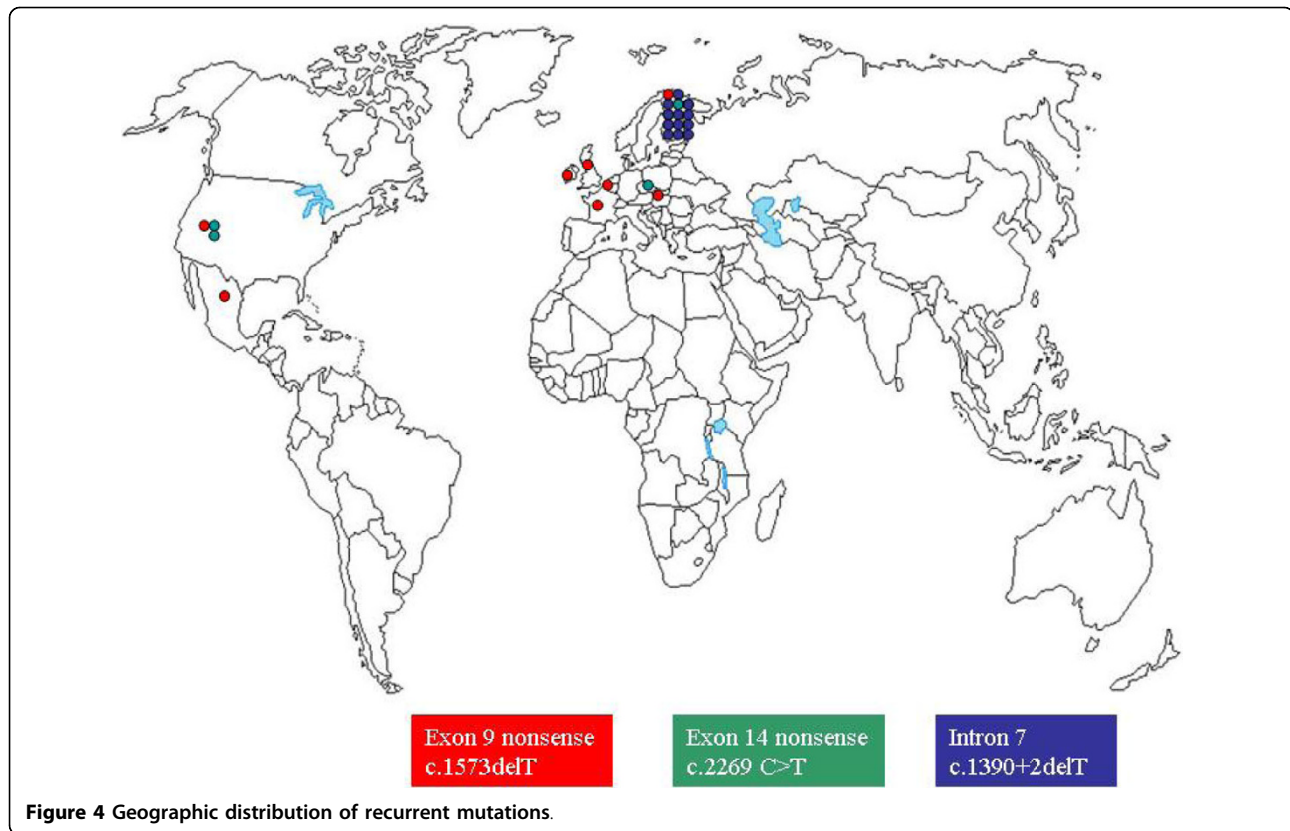 Exon 9 nonsense
c.1573delT
Exon 14 nonsense
c.2269 C>T
Intron 7
c.1390+2delT
Figure 4 Geographic distribution of recurrent mutations.